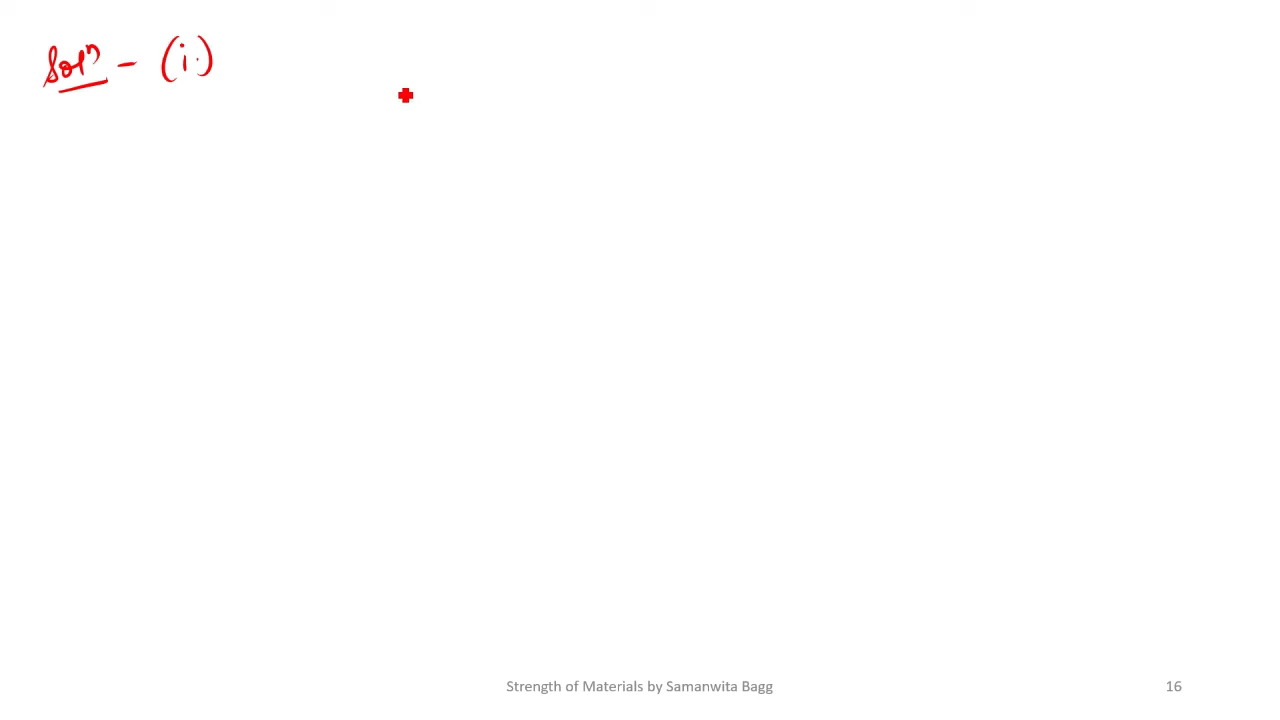 Solⁿ - (i.)
Strength of Materials by Samanwita Bagg
16